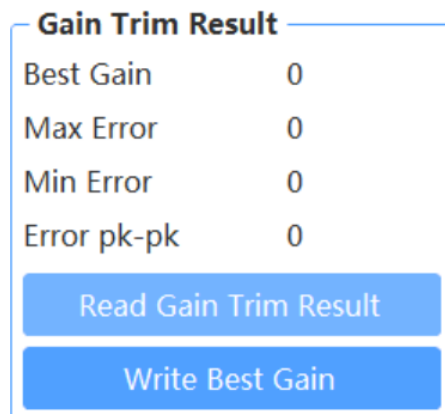 Gain Trim Result
Best Gain 0
Max Error 0
Min Error 0
Error pk-pk 0
Read Gain Trim Result
Write Best Gain